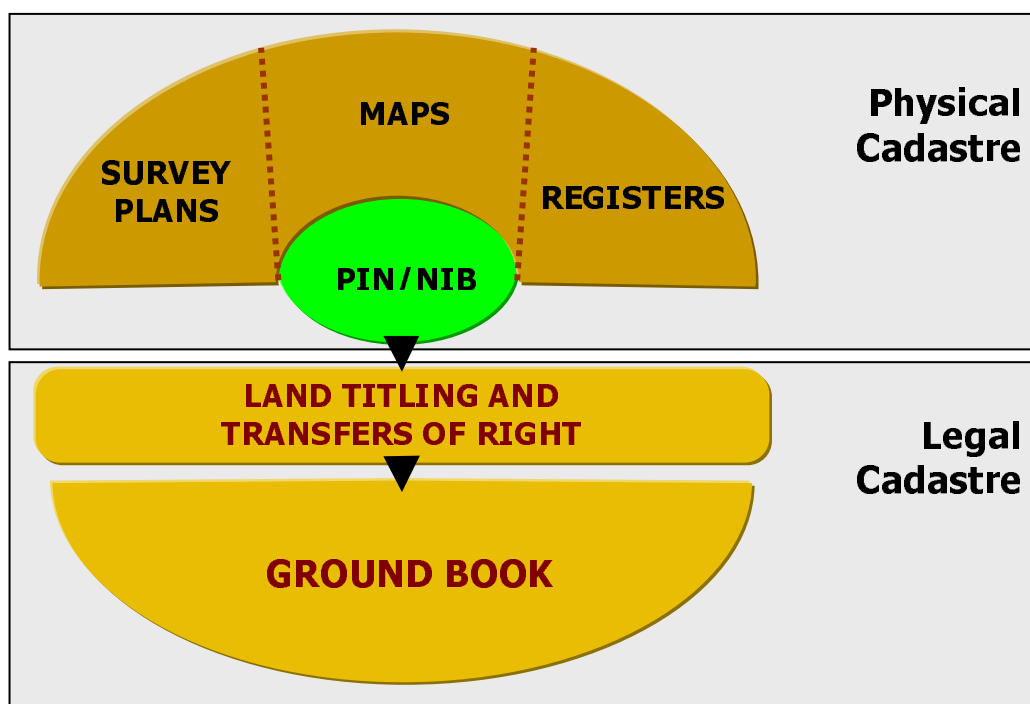 Physical
Cadastre
MAPS
SURVEY
PLANS
REGISTERS
PIN/NIB
LAND TITLING AND
TRANSFERS OF RIGHT
Legal
Cadastre
GROUND BOOK